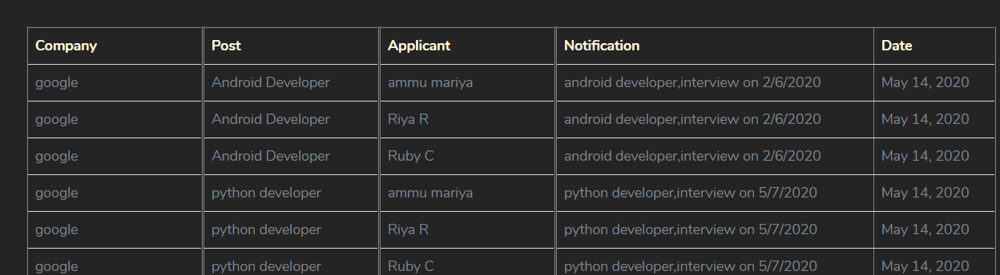 Company Post Applicant Notification Date
google Android Developer ammu mariya android developer,interview on 2/6/2020 May 14, 2020
google Android Developer Riya R android developer,interview on 2/6/2020 May 14, 2020
google Android Developer Ruby C android developer,interview on 2/6/2020 May 14, 2020
google python developer ammu mariya python developer,interview on 5/7/2020 May 14, 2020
google python developer Riya R python developer,interview on 5/7/2020 May 14, 2020
google python developer Ruby C python developer,interview on 5/7/2020 May 14, 2020